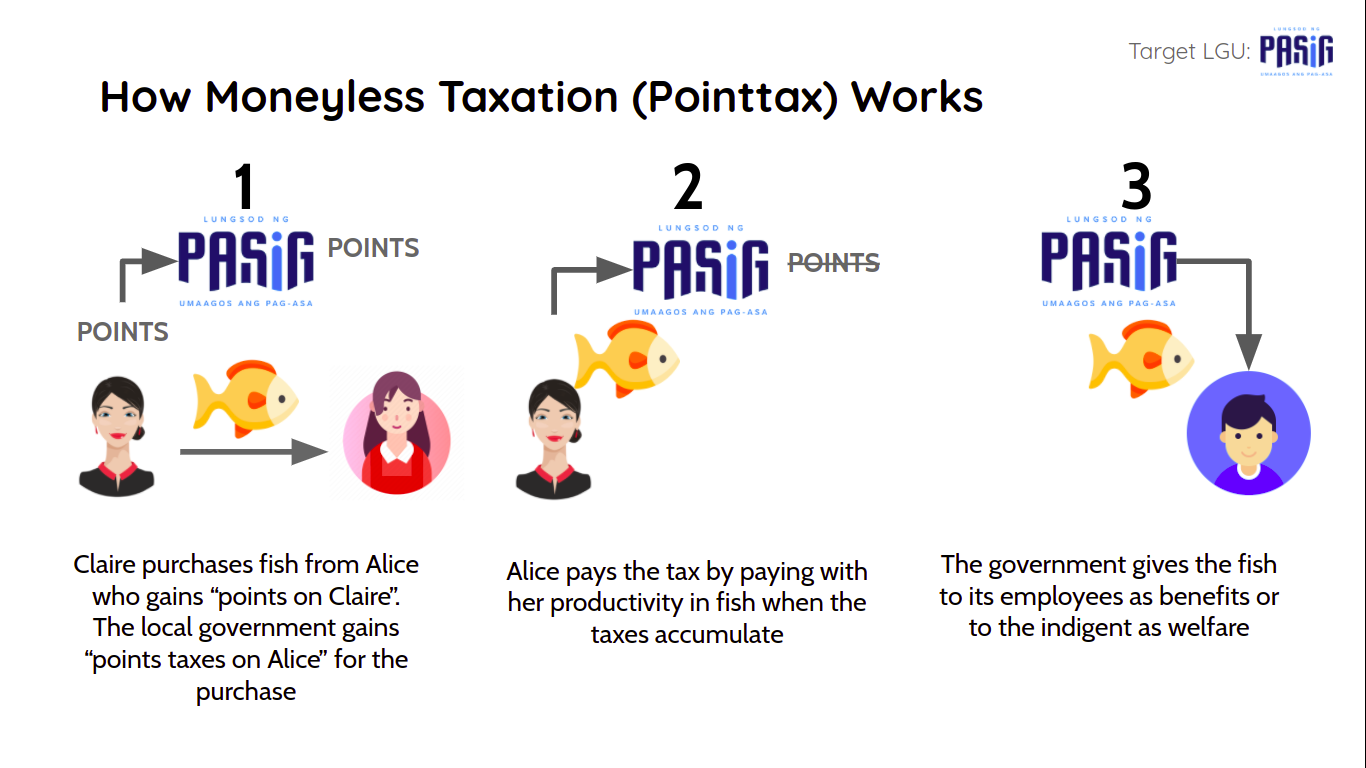 Target LGU:
LUNGSOD NG
PASiG
UMAAGOS ANG PAG-ASA
How Moneyless Taxation (Pointtax) Works
1
LUNGSOD NG
PASiG
UMAAGOS ANG PAG-ASA
POINTS
POINTS
Claire purchases fish from Alice
who gains “points on Claire”.
The local government gains
“points taxes on Alice” for the
purchase
2
LUNGSOD NG
PASiG
UMAAGOS ANG PAG-ASA
POINTS
Alice pays the tax by paying with
her productivity in fish when the
taxes accumulate
3
LUNGSOD NG
PASiG
UMAAGOS ANG PAG-ASA
The government gives the fish
to its employees as benefits or
to the indigent as welfare